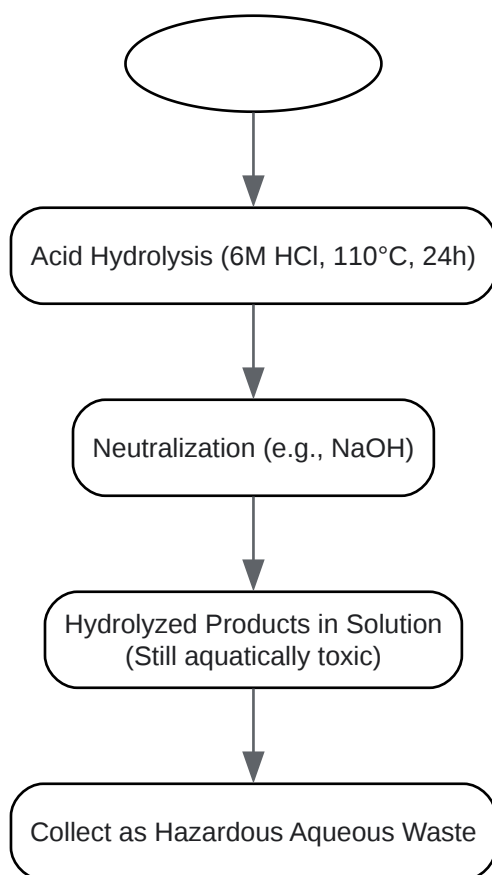 Acid Hydrolysis (6M HCl, 110°C, 24h)
Neutralization (e.g., NaOH)
Hydrolyzed Products in Solution
(Still aquatically toxic)
Collect as Hazardous Aqueous Waste